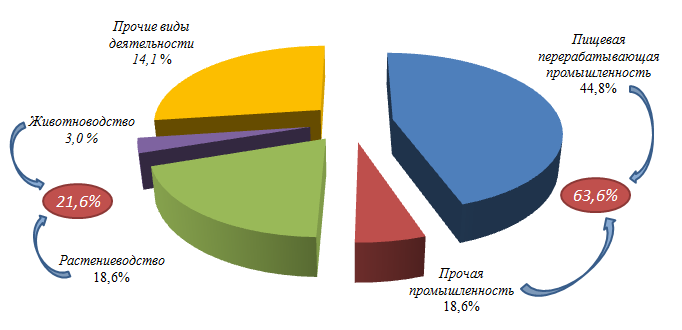 Прочие виды
деятельности
14,1 %
Пищевая
перерабатывающая
промышленность
44,8%
Животноводство
3,0 %
21,6%
63,6%
Растениеводство
18,6%
Прочая
промышленность
18,6%